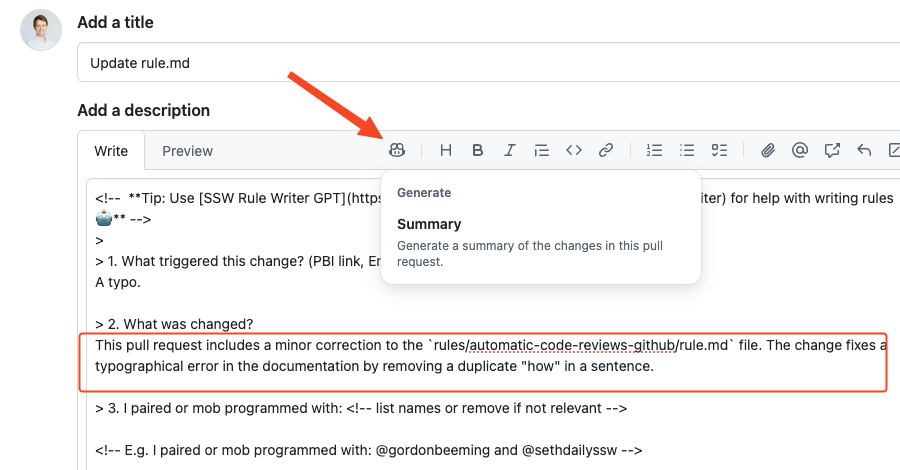 Add a title
Update rule.md
Add a description
Write Preview
Generate
Summary
Generate a summary of the changes in this pull
request.
<!-- **Tip: Use [SSW Rule Writer GPT](https ter) for help with writing rules
🤖** -->
>
> 1. What triggered this change? (PBI link, Em
A typo.
> 2. What was changed?
This pull request includes a minor correction to the `rules/automatic-code-reviews-github/rule.md` file. The change fixes a
typographical error in the documentation by removing a duplicate "how" in a sentence.
> 3. I paired or mob programmed with: <!-- list names or remove if not relevant -->
<!-- E.g. I paired or mob programmed with: @gordonbeeming and @sethdailyssw -->